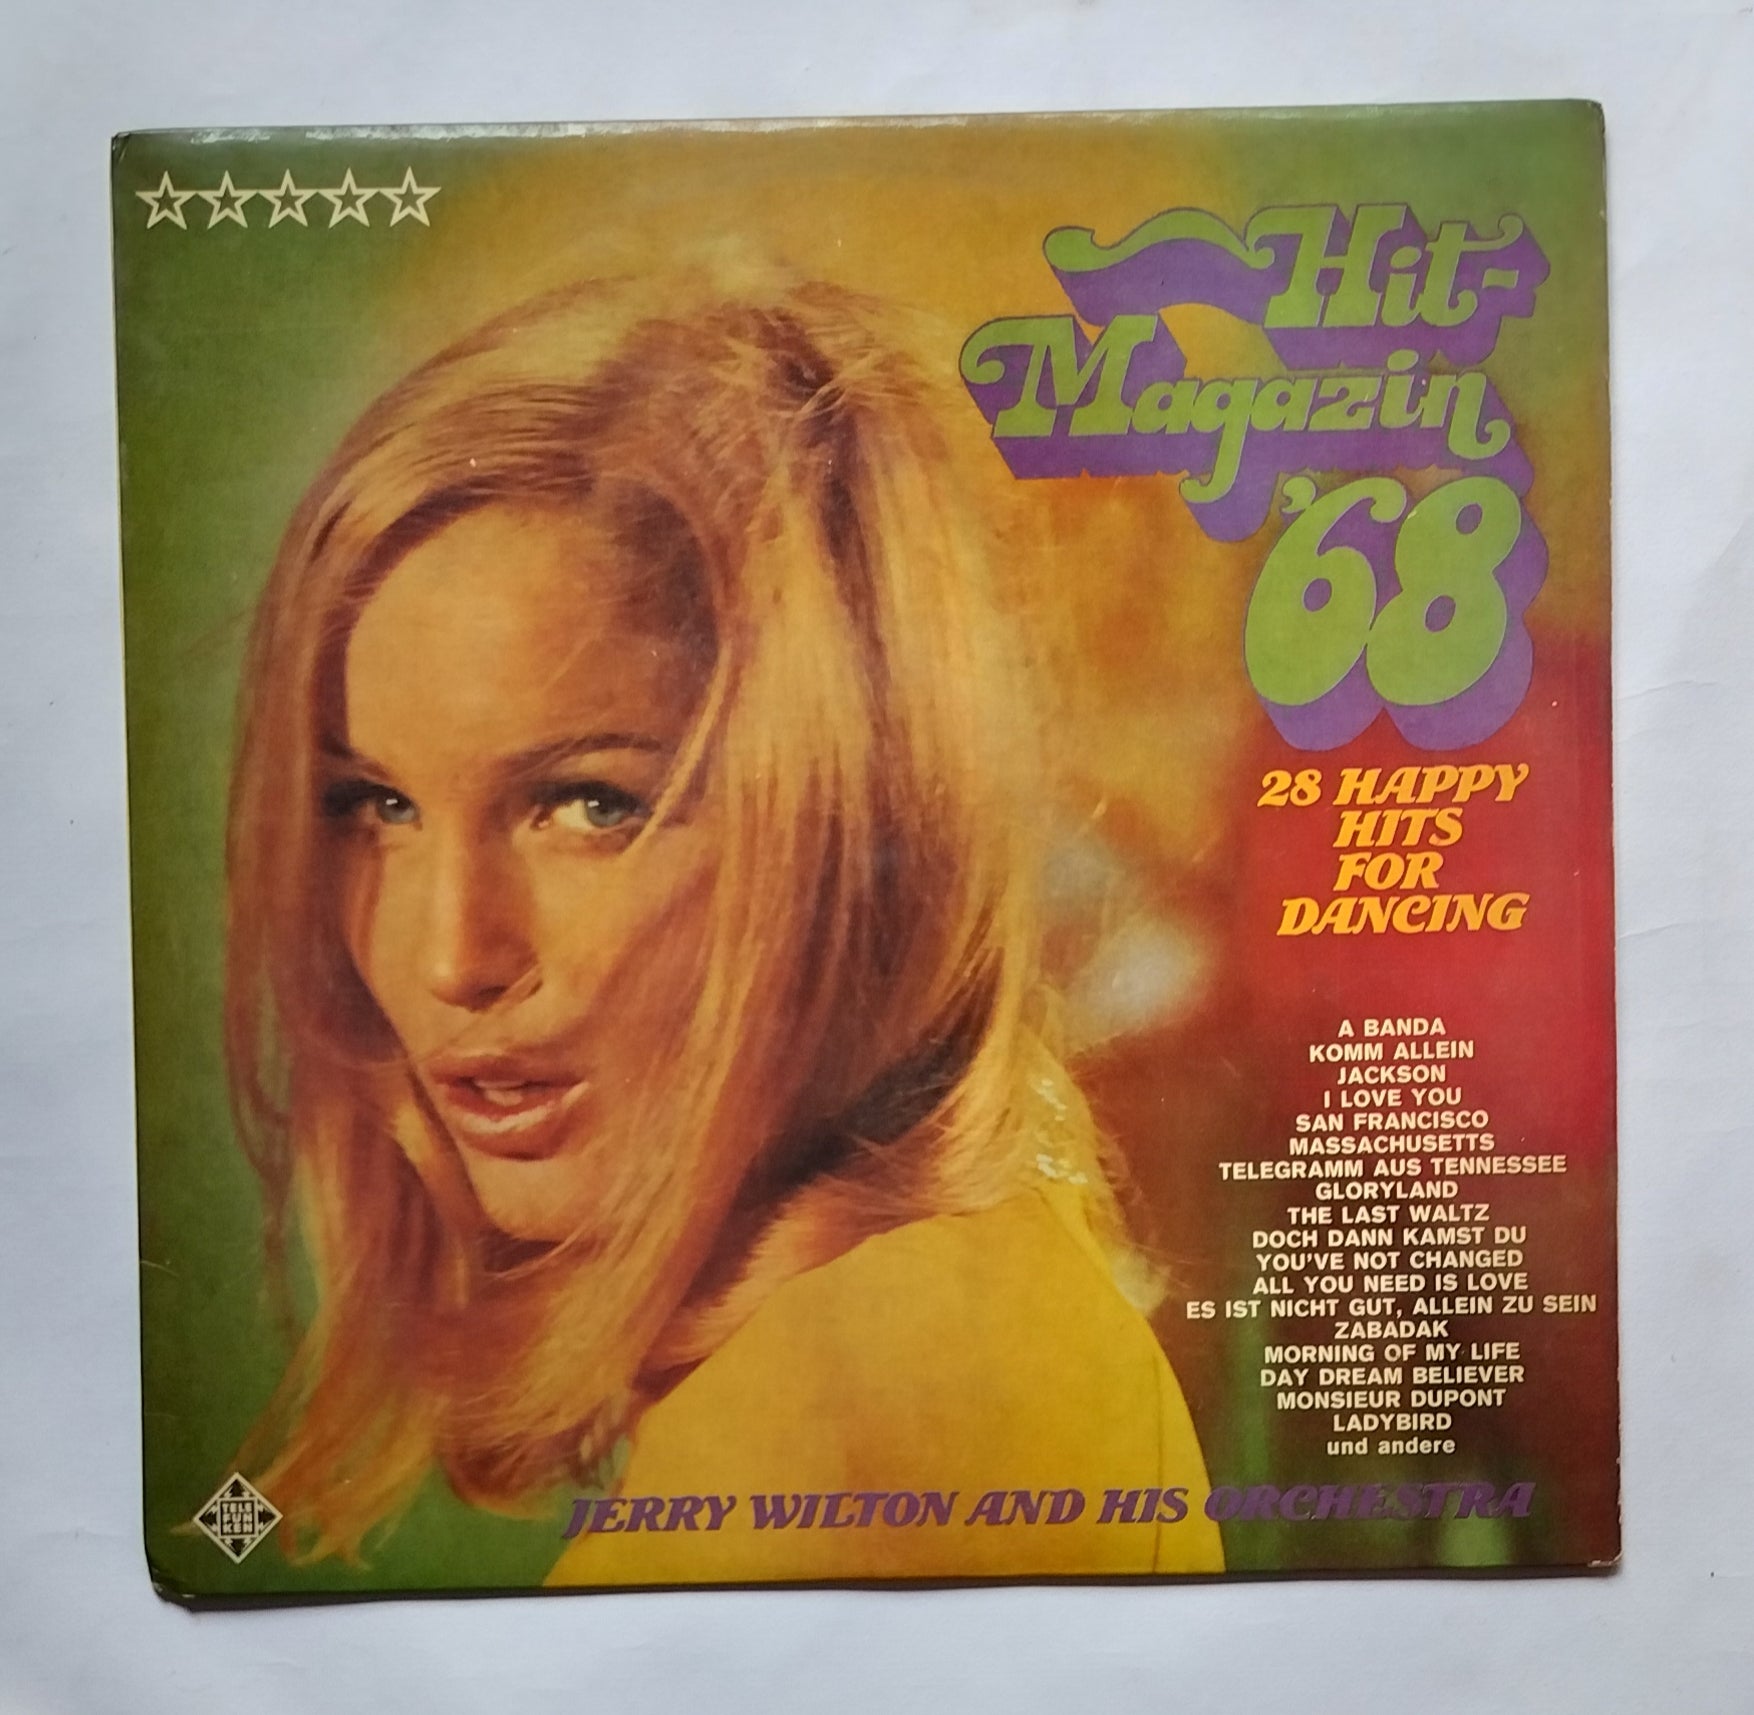 Hit-
Magazin
'68
28 HAPPY
HITS
FOR
DANCING
A BANDA
KOMM ALLEIN
JACKSON
I LOVE YOU
SAN FRANCISCO
MASSACHUSETTS
TELEGRAMM AUS TENNESSEE
GLORYLAND
THE LAST WALTZ
DOCH DANN KAMST DU
YOU'VE NOT CHANGED
ALL YOU NEED IS LOVE
ES IST NICHT GUT, ALLEIN ZU SEIN
ZABADAK
MORNING OF MY LIFE
DAY DREAM BELIEVER
MONSIEUR DUPONT
LADYBIRD
und andere
JERRY WILTON AND HIS ORCHESTRA
TELE
FUN
KEN